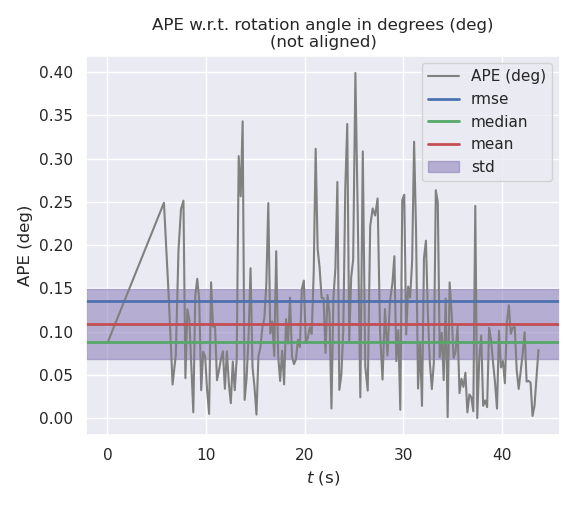 APE w.r.t. rotation angle in degrees (deg)
(not aligned)
APE (deg)
rmse
median
mean
std
0.40
0.35
0.30
0.25
0.20
0.15
0.10
0.05
0.00
APE (deg)
0
10
20
30
40
t (s)